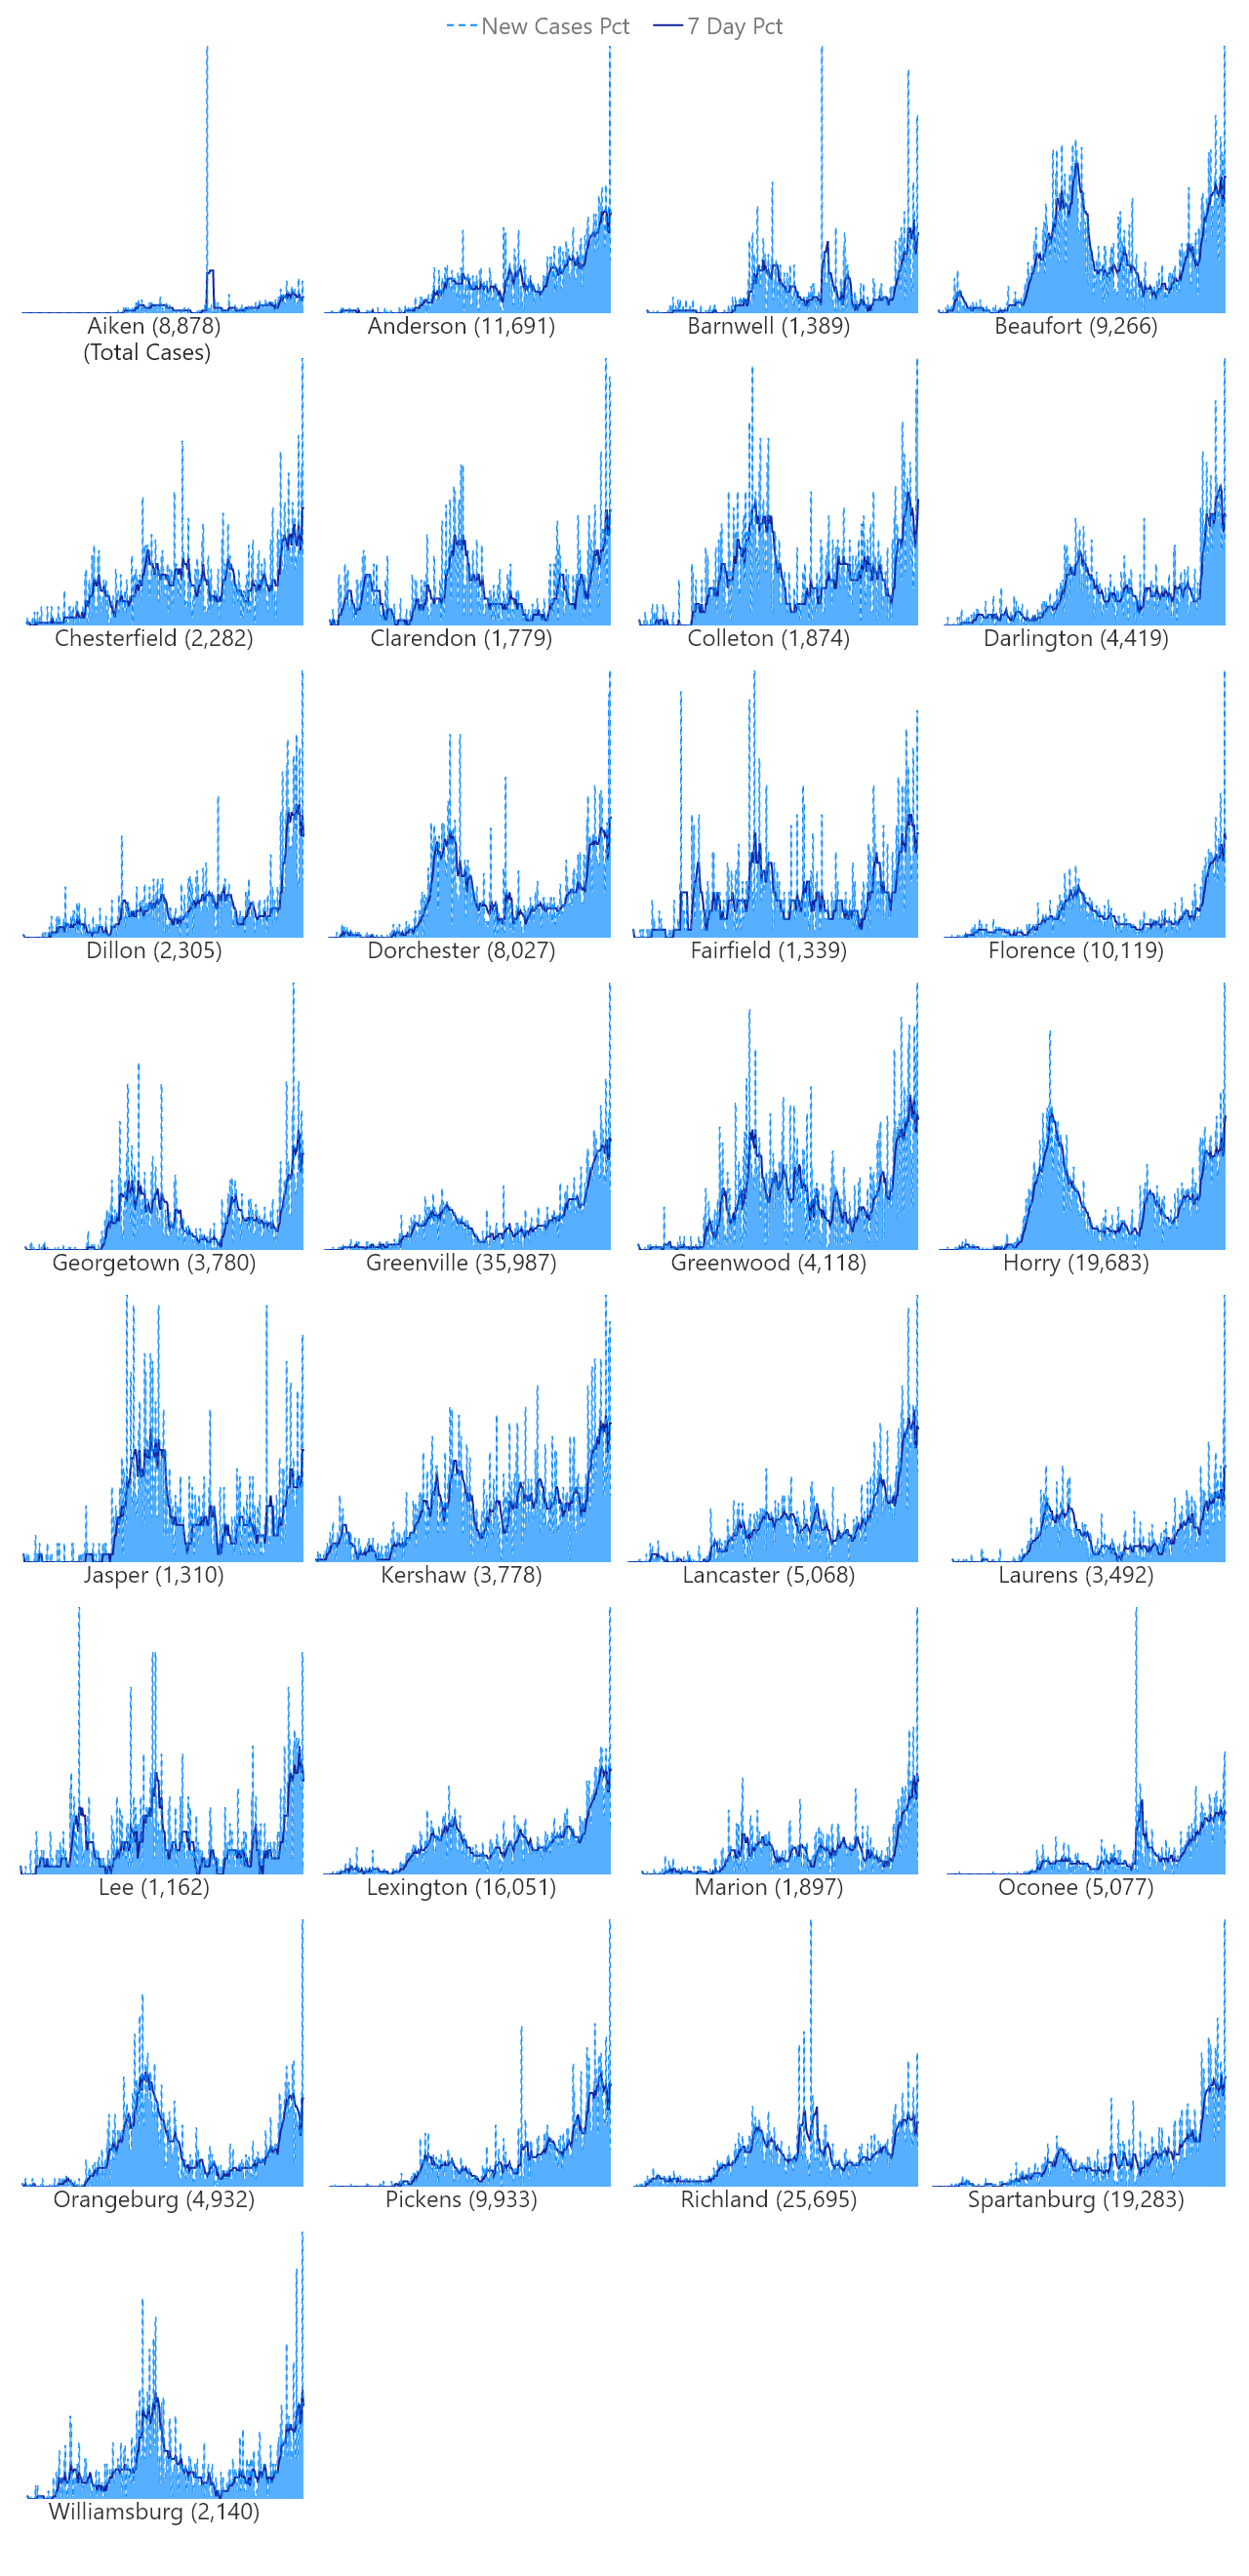 New Cases Pct 7 Day Pct
Aiken (8,878)
(Total Cases)
Anderson (11,691)
Barnwell (1,389)
Beaufort (9,266)
Chesterfield (2,282)
Clarendon (1,779)
Colleton (1,874)
Darlington (4,419)
Dillon (2,305)
Dorchester (8,027)
Fairfield (1,339)
Florence (10,119)
Georgetown (3,780)
Greenville (35,987)
Greenwood (4,118)
Horry (19,683)
Jasper (1,310)
Kershaw (3,778)
Lancaster (5,068)
Laurens (3,492)
Lee (1,162)
Lexington (16,051)
Marion (1,897)
Oconee (5,077)
Orangeburg (4,932)
Pickens (9,933)
Richland (25,695)
Spartanburg (19,283)
Williamsburg (2,140)